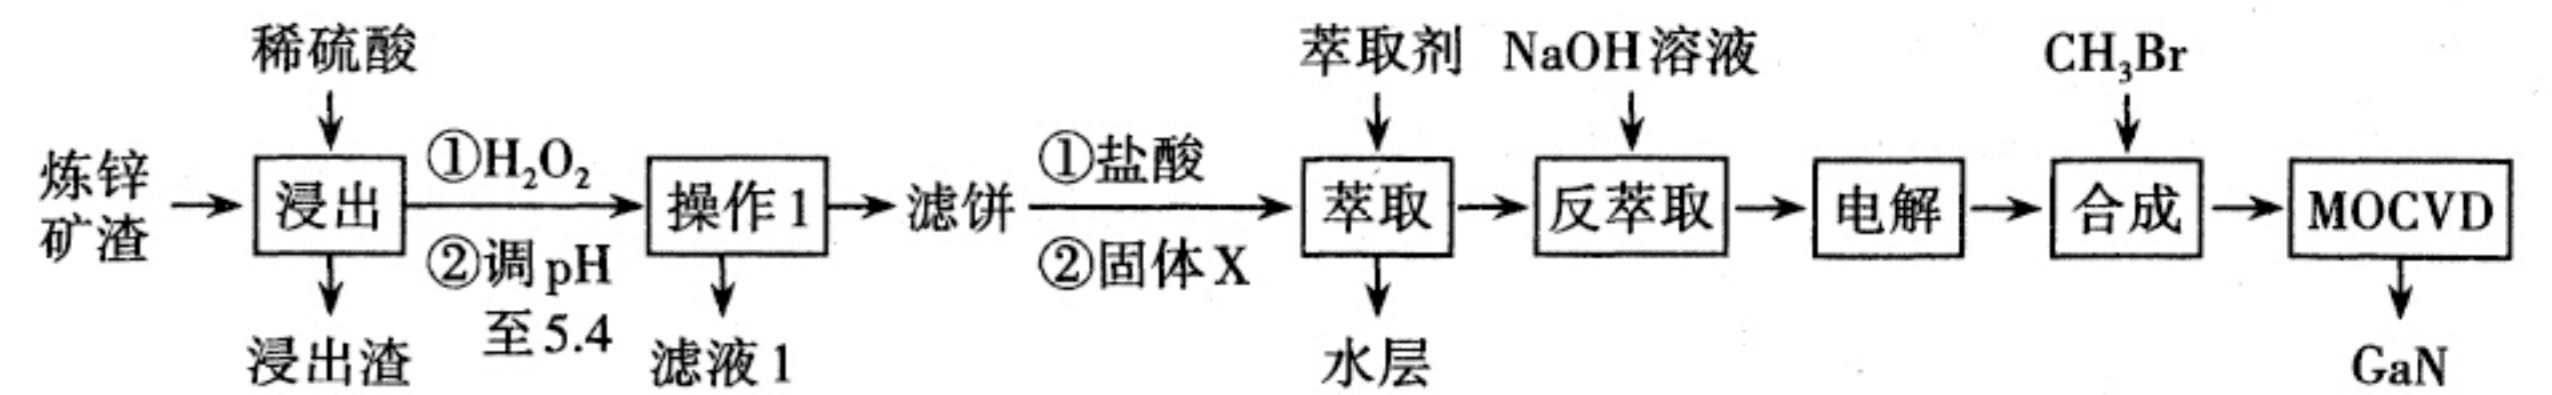 稀硫酸
萃取剂 NaOH溶液
CH₃Br
炼锌
矿渣
浸出
①H₂O₂
②调pH
至5.4
操作1
滤饼
①盐酸
②固体X
萃取
反萃取
电解
合成
MOCVD
浸出渣
滤液1
水层
GaN